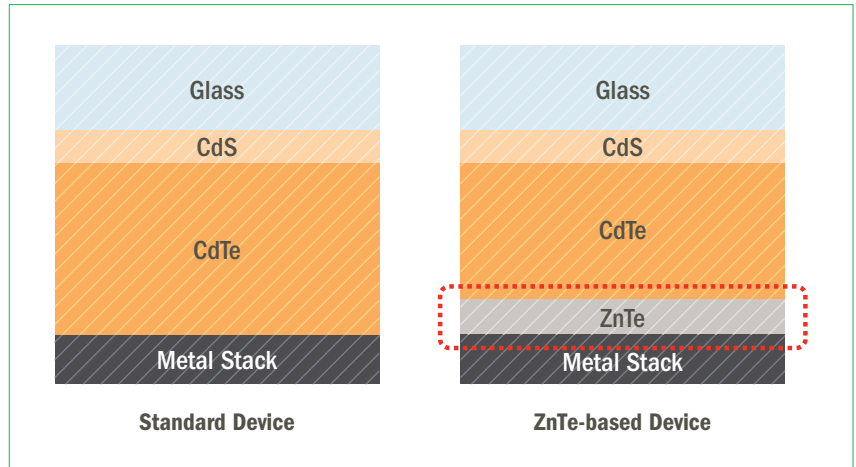 Glass
CdS
CdTe
Metal Stack
Standard Device
Glass
CdS
CdTe
ZnTe
Metal Stack
ZnTe-based Device